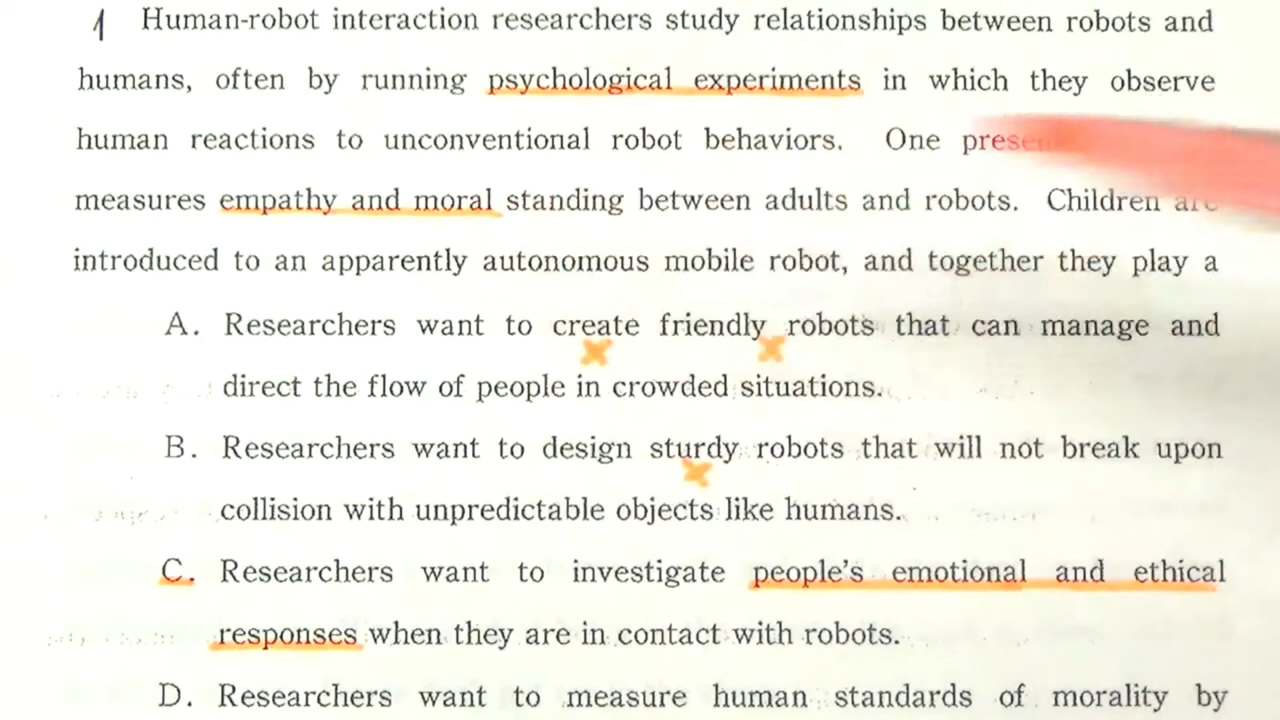 1 Human-robot interaction researchers study relationships between robots and
humans, often by running psychological experiments in which they observe
human reactions to unconventional robot behaviors. One
measures empathy and moral standing between adults and robots. Children are
introduced to an apparently autonomous mobile robot, and together they play a
A. Researchers want to create friendly robots that can manage and
direct the flow of people in crowded situations.
B. Researchers want to design sturdy robots that will not break upon
collision with unpredictable objects like humans.
C. Researchers want to investigate people's emotional and ethical
responses when they are in contact with robots.
D. Researchers want to measure human standards of morality by